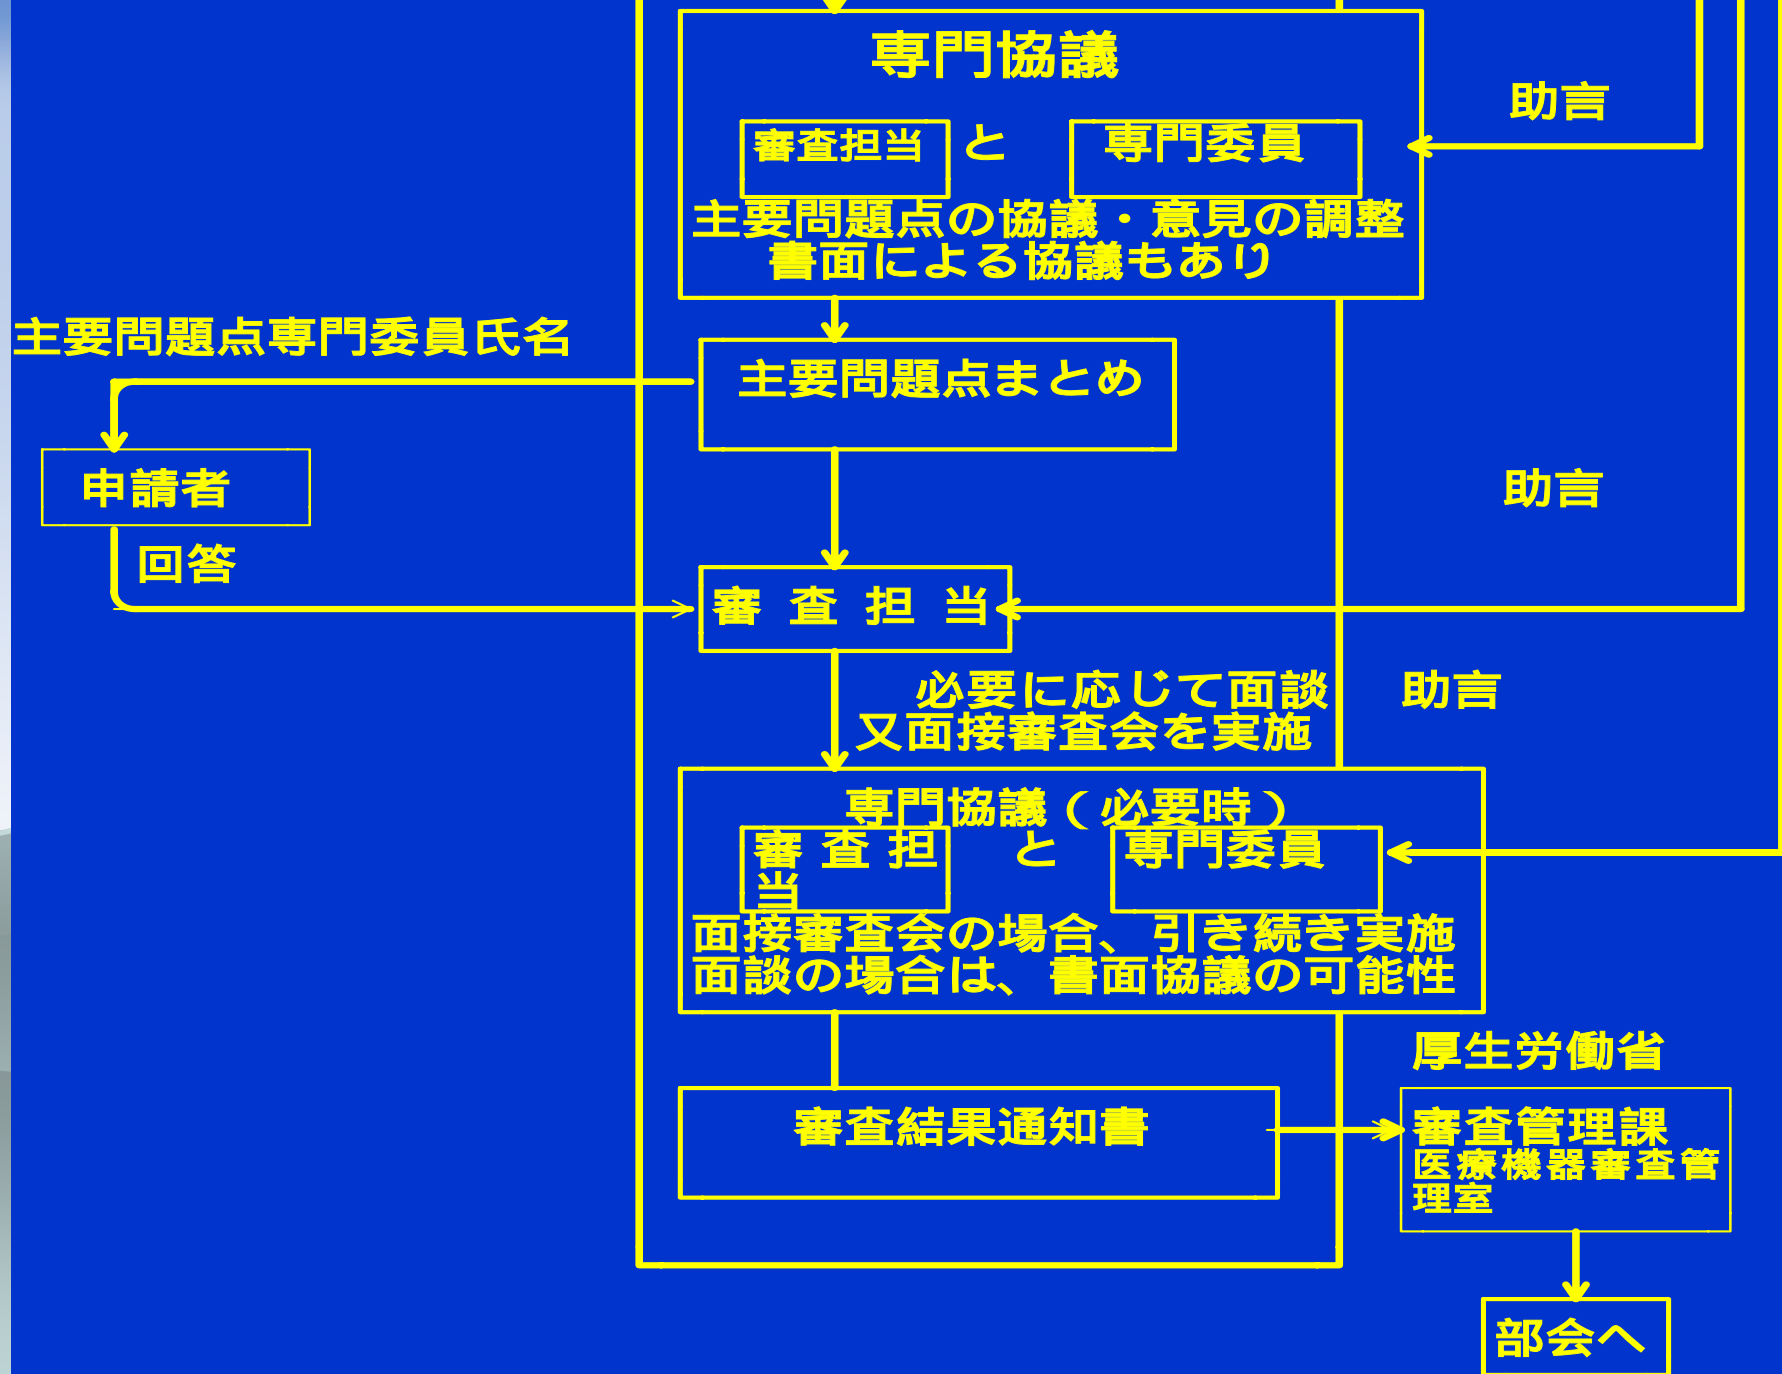 専門協議
助言
審査担当 と 専門委員
主要問題点の協議・意見の調整
書面による協議もあり
主要問題点専門委員氏名
主要問題点まとめ
申請者
助言
回答
審 査 担 当
必要に応じて面談
助言
又面接審査会を実施
専門協議（必要時）
審 査 担 と 専門委員
当
面接審査会の場合、引き続き実施
面談の場合は、書面協議の可能性
厚生労働省
審査結果通知書
審査管理課
医療機器審査管
理室
部会へ